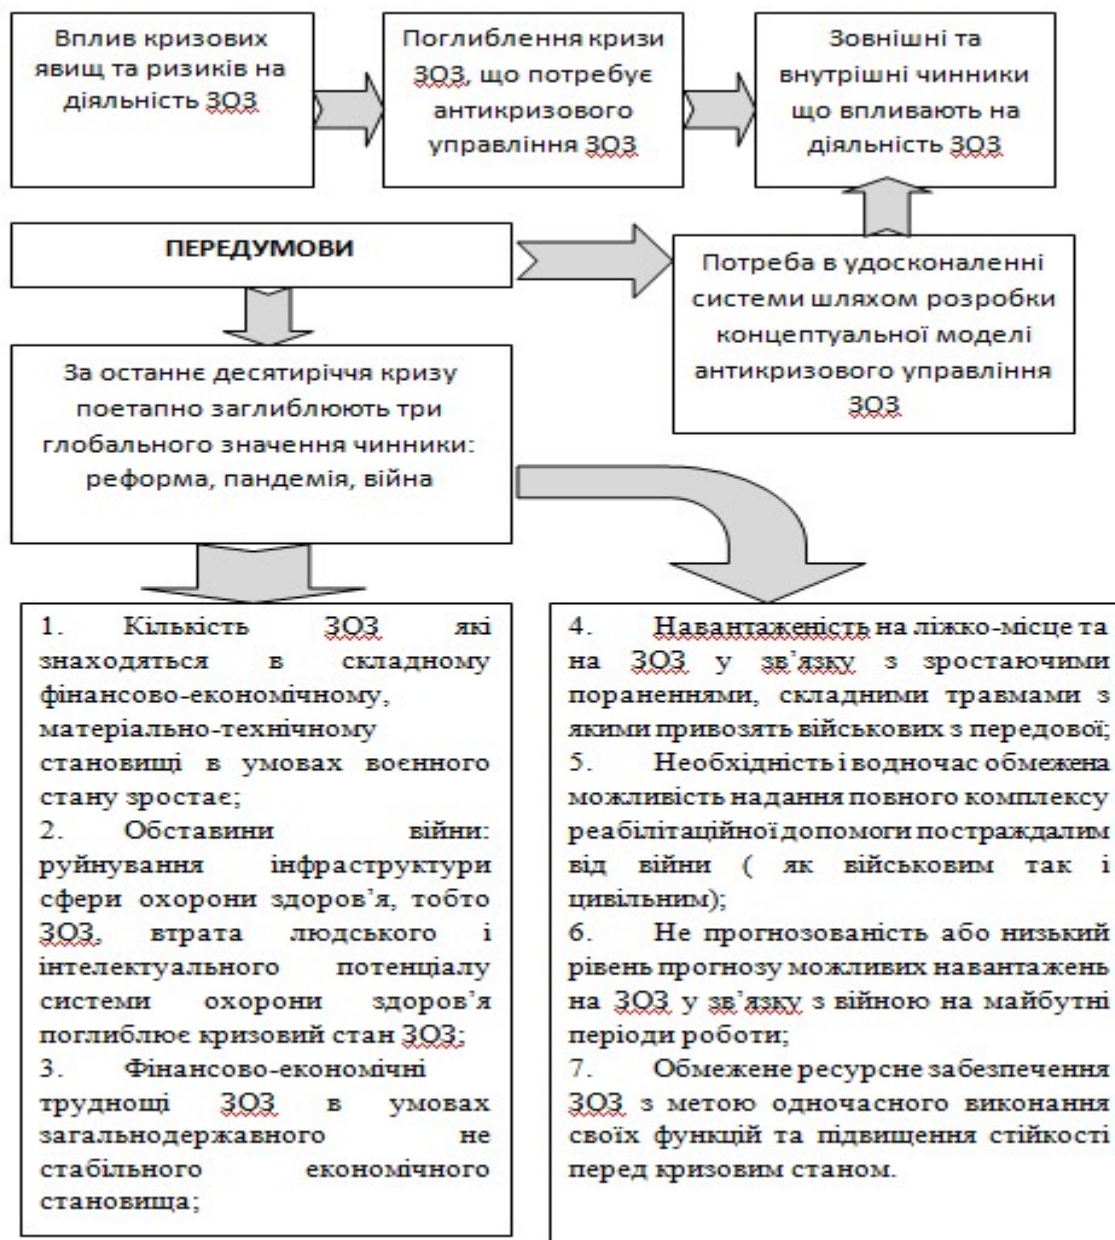 Вплив кризових
явищ та ризиків на
діяльність ЗОЗ
Поглиблення кризи
ЗОЗ, що потребує
антикризового
управління ЗОЗ
Зовнішні та
внутрішні чинники
що впливають на
діяльність ЗОЗ
ПЕРЕДУМОВИ
Потреба в удосконаленні
системи шляхом розробки
концептуальної моделі
антикризового управління
ЗОЗ
За останнє десятиріччя кризу
поетапно заглиблюють три
глобального значення чинники:
реформа, пандемія, війна
1. Кількість ЗОЗ які
знаходяться в складному
фінансово-економічному,
матеріально-технічному
становищі в умовах воєнного
стану зростає;
2. Обставини війни:
руйнування інфраструктури
сфери охорони здоров’я, тобто
ЗОЗ, втрата людського і
інтелектуального потенціалу
системи охорони здоров’я
поглиблює кризовий стан ЗОЗ;
3. Фінансово-економічні
труднощі ЗОЗ в умовах
загальнодержавного не
стабільного економічного
становища;
4. Навантаженість на ліжко-місце та
на ЗОЗ у зв’язку з зростаючими
пораненнями, складними травмами з
якими привозять військових з передової;
5. Необхідність і водночас обмежена
можливість надання повного комплексу
реабілітаційної допомоги постраждалим
від війни ( як військовим так і
цивільним);
6. Не прогнозованість або низький
рівень прогнозу можливих навантажень
на ЗОЗ у зв’язку з війною на майбутні
періоди роботи;
7. Обмежене ресурсне забезпечення
ЗОЗ з метою одночасного виконання
своїх функцій та підвищення стійкості
перед кризовим станом.